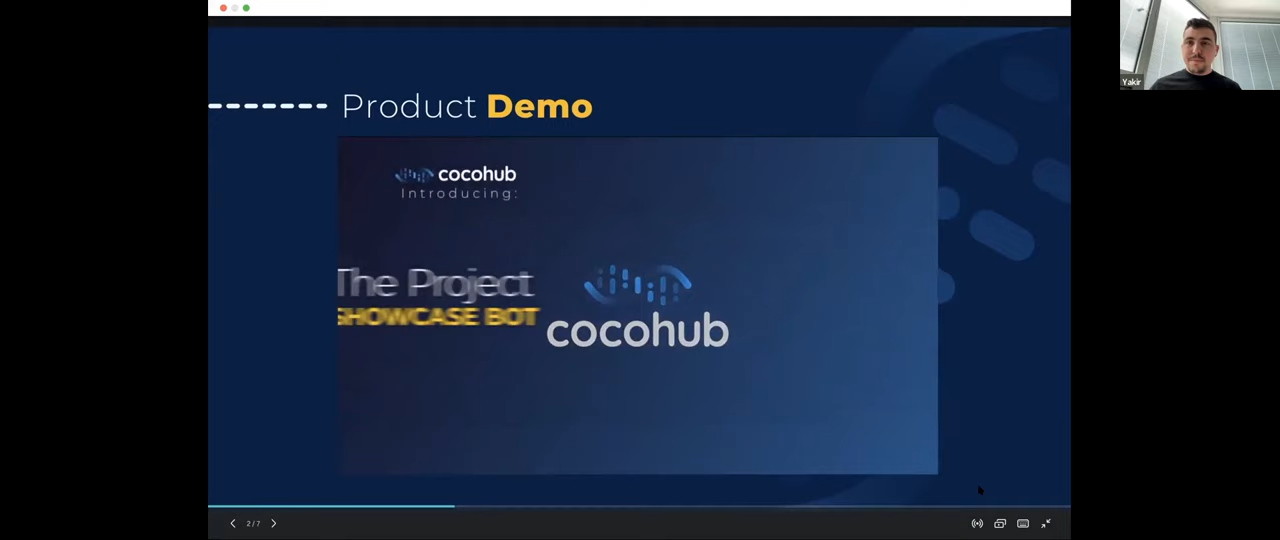 Yakir
Product Demo
cocohub
Introducing:
The Project
SHOWCASE BOT
cocohub
2/7